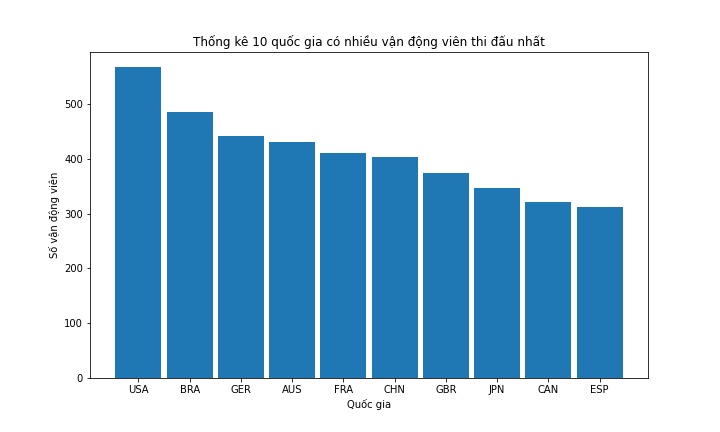 Thống kê 10 quốc gia có nhiều vận động viên thi đấu nhất
Số vận động viên
500
400
300
200
100
0
USA BRA GER AUS FRA CHN GBR JPN CAN ESP
Quốc gia